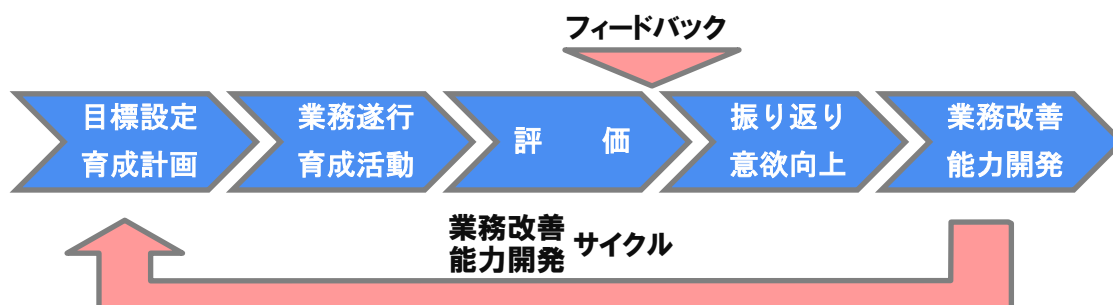 フィードバック
目標設定
育成計画
業務遂行
育成活動
評　価
振り返り
意欲向上
業務改善
能力開発
業務改善
能力開発
サイクル